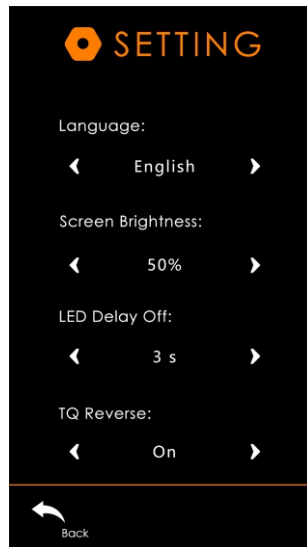 SETTING
Language:
English
Screen Brightness:
50%
LED Delay Off:
3 s
TQ Reverse:
On
Back